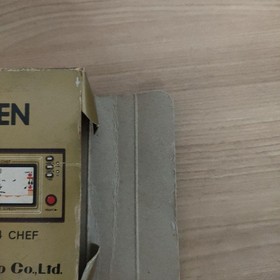 EN
CHEF
o Co.,Ltd.